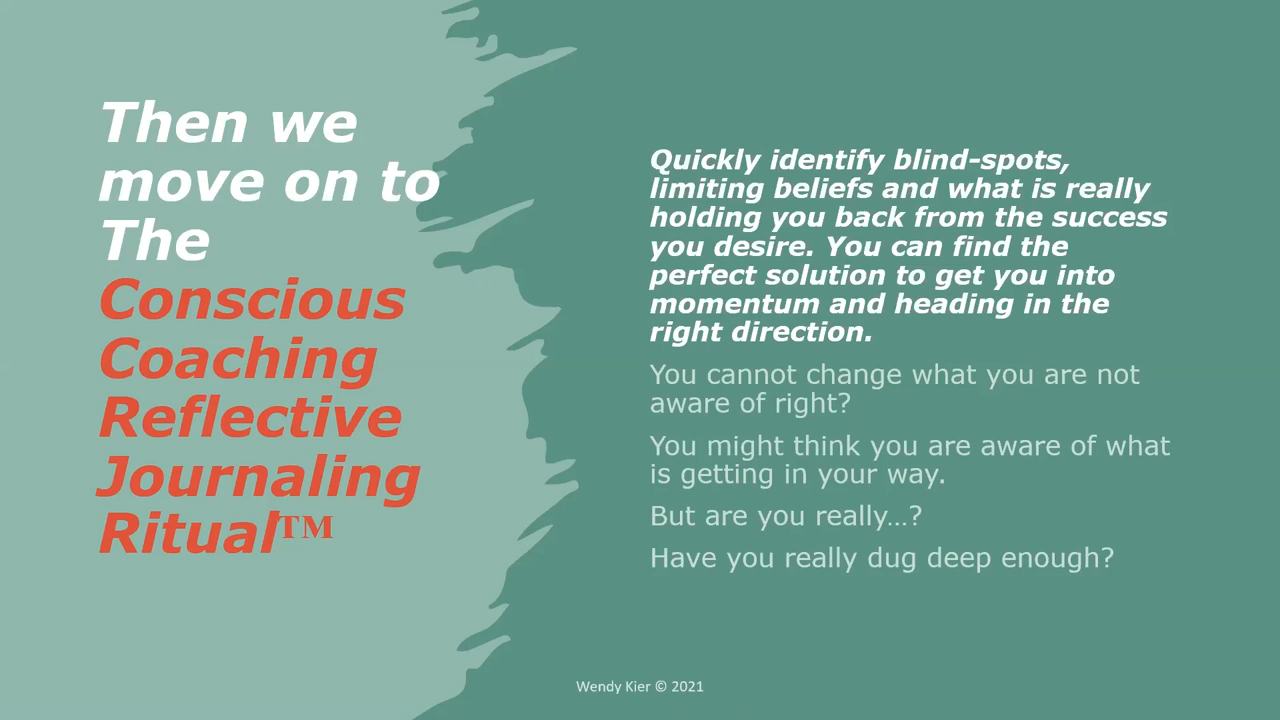 Then we
move on to
The
Conscious
Coaching
Reflective
Journaling
Ritual™
Quickly identify blind-spots,
limiting beliefs and what is really
holding you back from the success
you desire. You can find the
perfect solution to get you into
momentum and heading in the
right direction.
You cannot change what you are not
aware of right?
You might think you are aware of what
is getting in your way.
But are you really…?
Have you really dug deep enough?
Wendy Kier © 2021